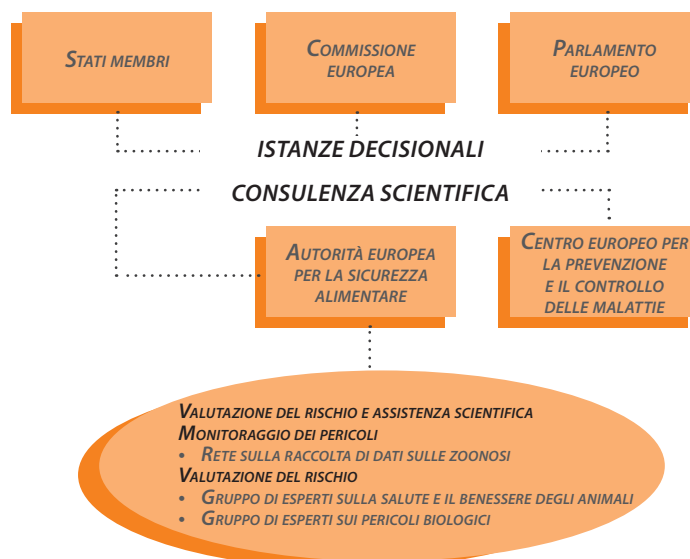 STATI MEMBRI
COMMISSIONE
EUROPEA
PARLAMENTO
EUROPEO
ISTANZE DECISIONALI
CONSULENZA SCIENTIFICA
AUTORITÀ EUROPEA
PER LA SICUREZZA
ALIMENTARE
CENTRO EUROPEO PER
LA PREVENZIONE
E IL CONTROLLO
DELLE MALATTIE
VALUTAZIONE DEL RISCHIO E ASSISTENZA SCIENTIFICA
MONITORAGGIO DEI PERICOLI
• RETE SULLA RACCOLTA DI DATI SULLE ZOONOSI
VALUTAZIONE DEL RISCHIO
• GRUPPO DI ESPERTI SULLA SALUTE E IL BENESSERE DEGLI ANIMALI
• GRUPPO DI ESPERTI SUI PERICOLI BIOLOGICI